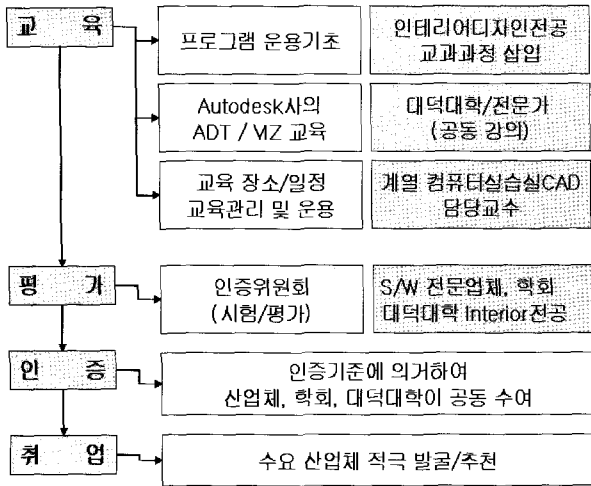 교 육
프로그램 운용기초
인테리어디자인전공
교과과정 삽입
Autodesk사의
ADT / VIZ 교육
대덕대학/전문가
(공동 강의)
교육 장소/일정
교육관리 및 운용
계열 컴퓨터실습실CAD
담당교수
평 가
인증위원회
(시험/평가)
S/W 전문업체, 학회
대덕대학 Interior전공
인 증
인증기준에 의거하여
산업체, 학회, 대덕대학이 공동 수여
취 업
수요 산업체 적극 발굴/추천